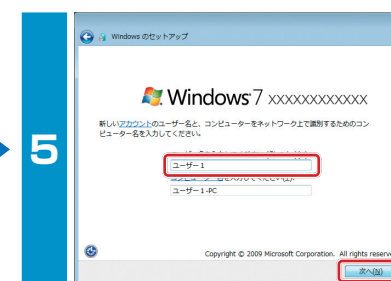 5
Windows のセットアップ
Windows 7 xxxxxxxxxxxx
新しいアカウントのユーザー名と、コンピューターをネットワーク上で識別するためのコン
ピューター名を入力してください。
ユーザー1
ユーザー1-PC
Copyright © 2009 Microsoft Corporation. All rights reserve
次へ(N)